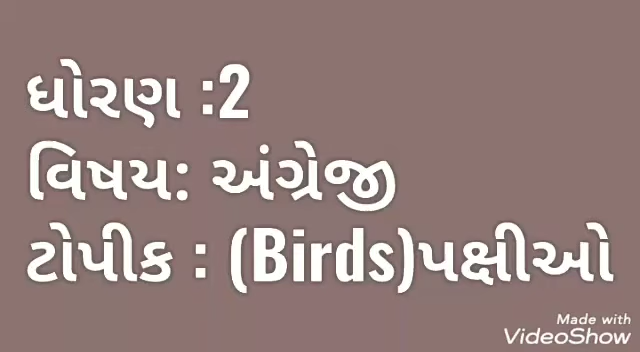 ધોરણ :2
વિષય: અંગ્રેજી
ટોપીક : (Birds)પક્ષીઓ
Made with
VideoShow